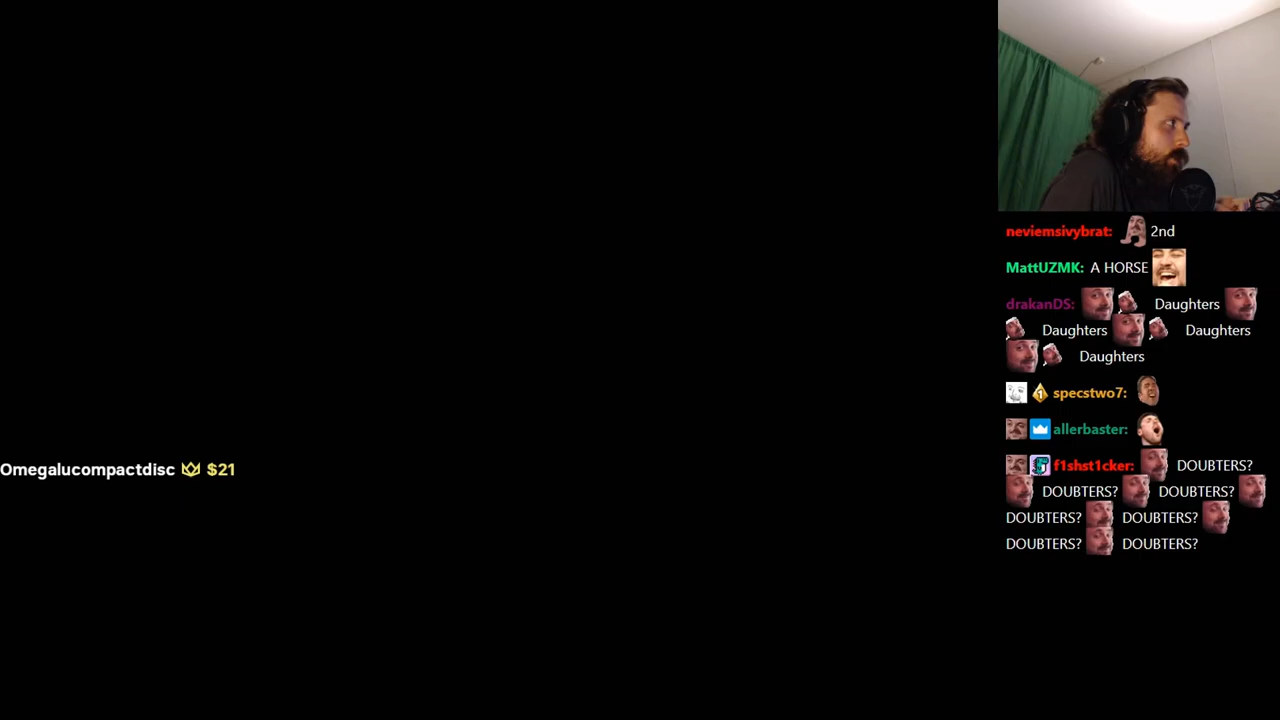 neviemsivybrat: 2nd
MattUZMK: A HORSE
drakanDS: Daughters
Daughters Daughters
Daughters
specstwo7:
allerbaster:
f1shst1cker: DOUBTERS?
DOUBTERS? DOUBTERS?
DOUBTERS? DOUBTERS?
DOUBTERS? DOUBTERS?
Omegalucompactdisc $21